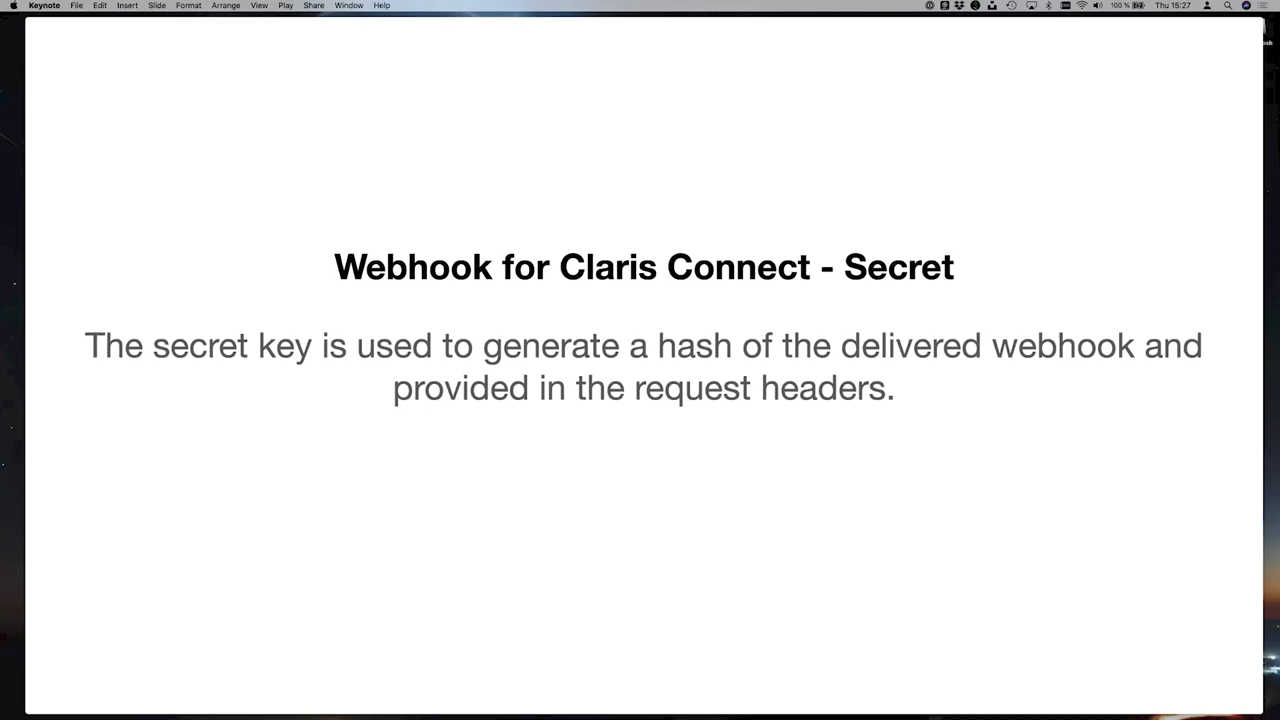 Keynote File Edit Insert Slide Format Arrange View Play Share Window Help 100 % Thu 15:27
Webhook for Claris Connect - Secret
The secret key is used to generate a hash of the delivered webhook and
provided in the request headers.